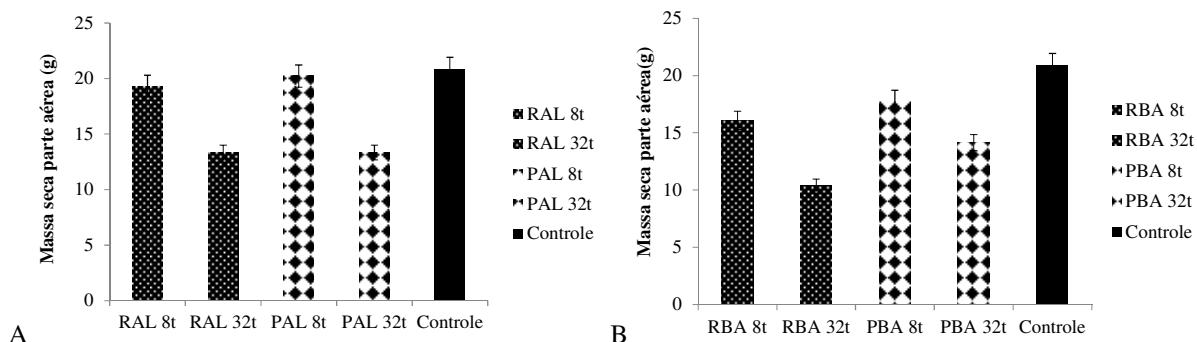 Massa seca parte aérea (g)
25
20
15
10
5
0
RAL 8t
RAL 32t
PAL 8t
PAL 32t
Controle
RAL 8t RAL 32t PAL 8t PAL 32t Controle
A
Massa seca parte aérea(g)
25
20
15
10
5
0
RBA 8t
RBA 32t
PBA 8t
PBA 32t
Controle
RBA 8t RBA 32t PBA 8t PBA 32t Controle
B